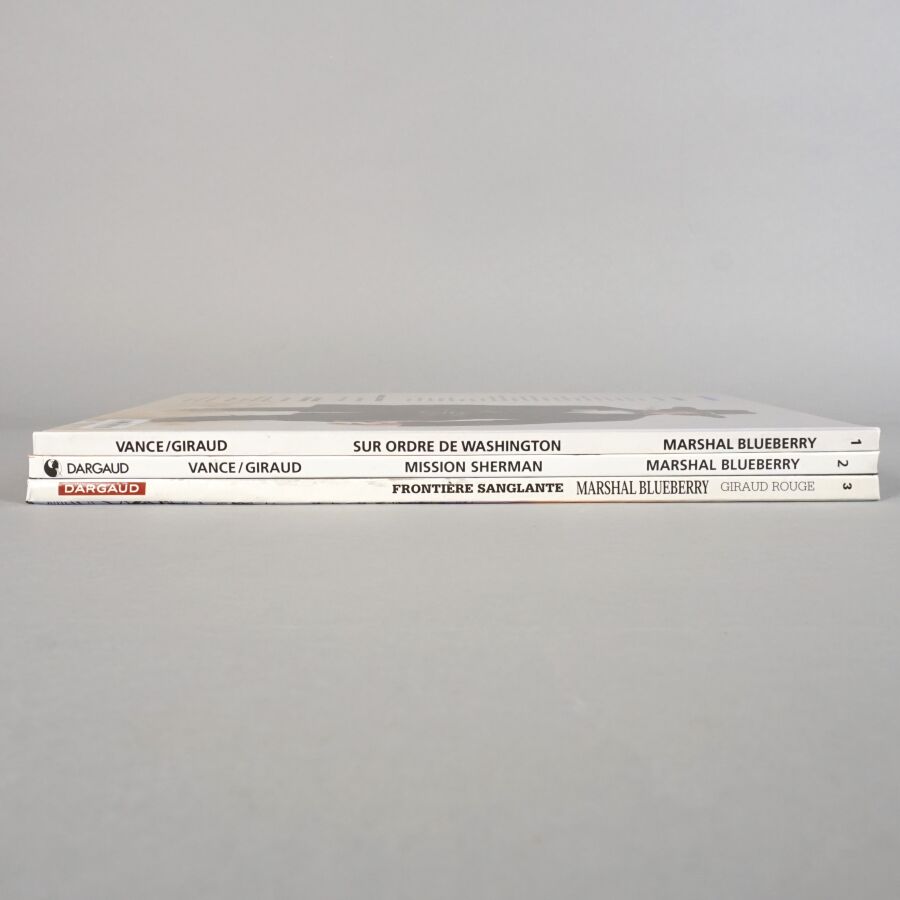 VANCE/GIRAUD SUR ORDRE DE WASHINGTON MARSHAL BLUEBERRY 1
DARGAUD VANCE/GIRAUD MISSION SHERMAN MARSHAL BLUEBERRY 2
DARGAUD FRONTIÈRE SANGLANTE MARSHAL BLUEBERRY GIRAUD ROUGE 3